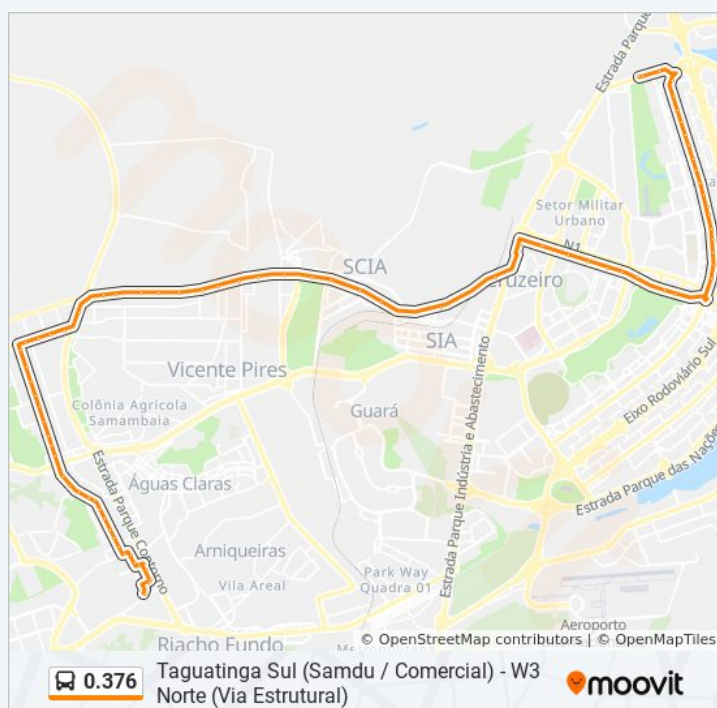 Estrada Parque
Setor Militar
Urbano
N1
SCIA
Cruzeiro
SIA
Vicente Pires
Eixo Rodoviário Sul
Guará
Colônia Agrícola
Samambaia
Estrada Parque Indústria e Abastecimento
Estrada Parque das Nações
Águas Claras
Estrada Parque Contorno
Arniqueiras
Park Way
Quadra 01
Vila Areal
Aeroporto
Riacho Fundo
© OpenStreetMap contributors | © OpenMapTiles
0.376
Taguatinga Sul (Samdu / Comercial) - W3
Norte (Via Estrutural)
moovit